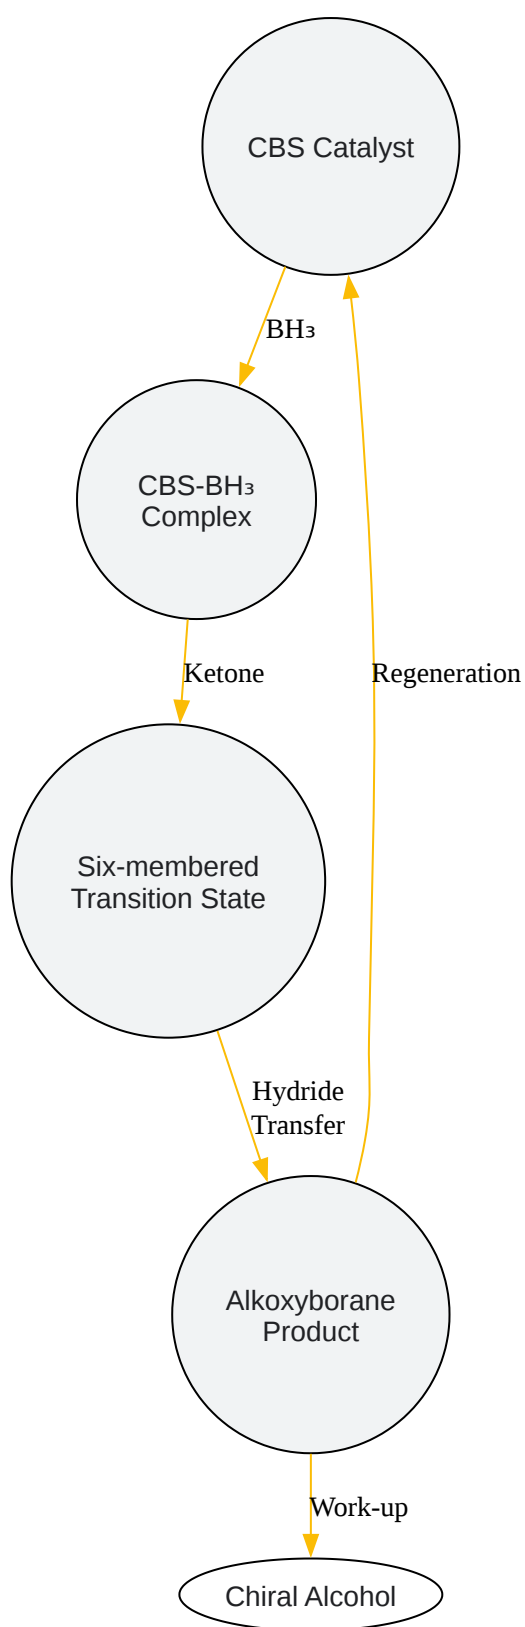 CBS Catalyst
BH₃
CBS-BH₃
Complex
Ketone
Regeneration
Six-membered
Transition State
Hydride
Transfer
Alkoxyborane
Product
Work-up
Chiral Alcohol